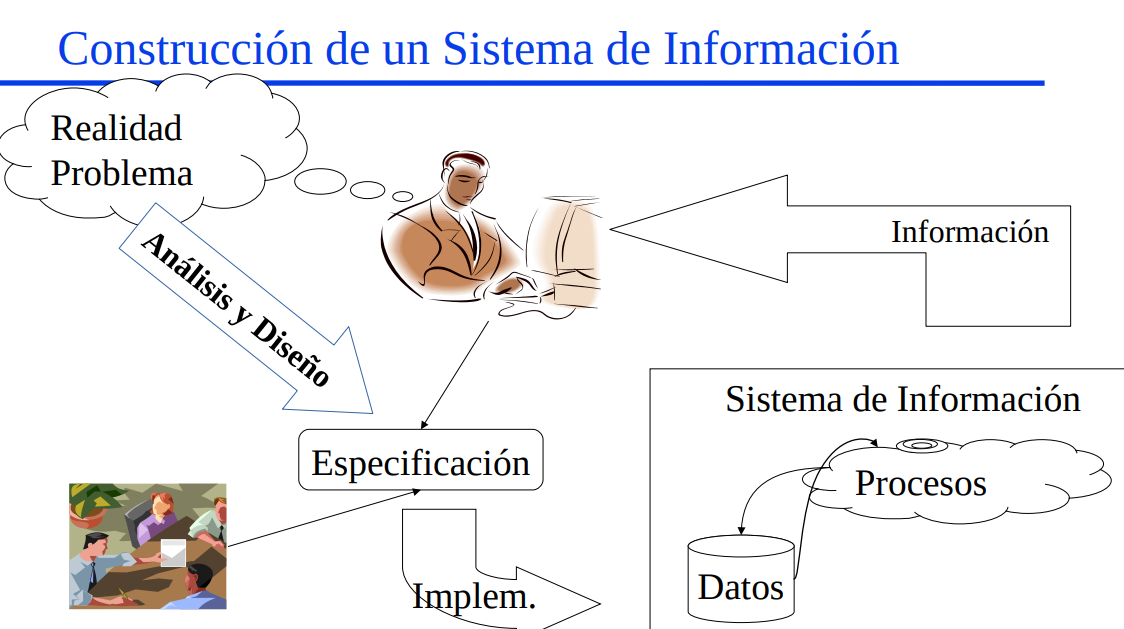 Construcción de un Sistema de Información
Realidad
Problema
Información
Análisis y Diseño
Sistema de Información
Especificación
Procesos
Implem.
Datos